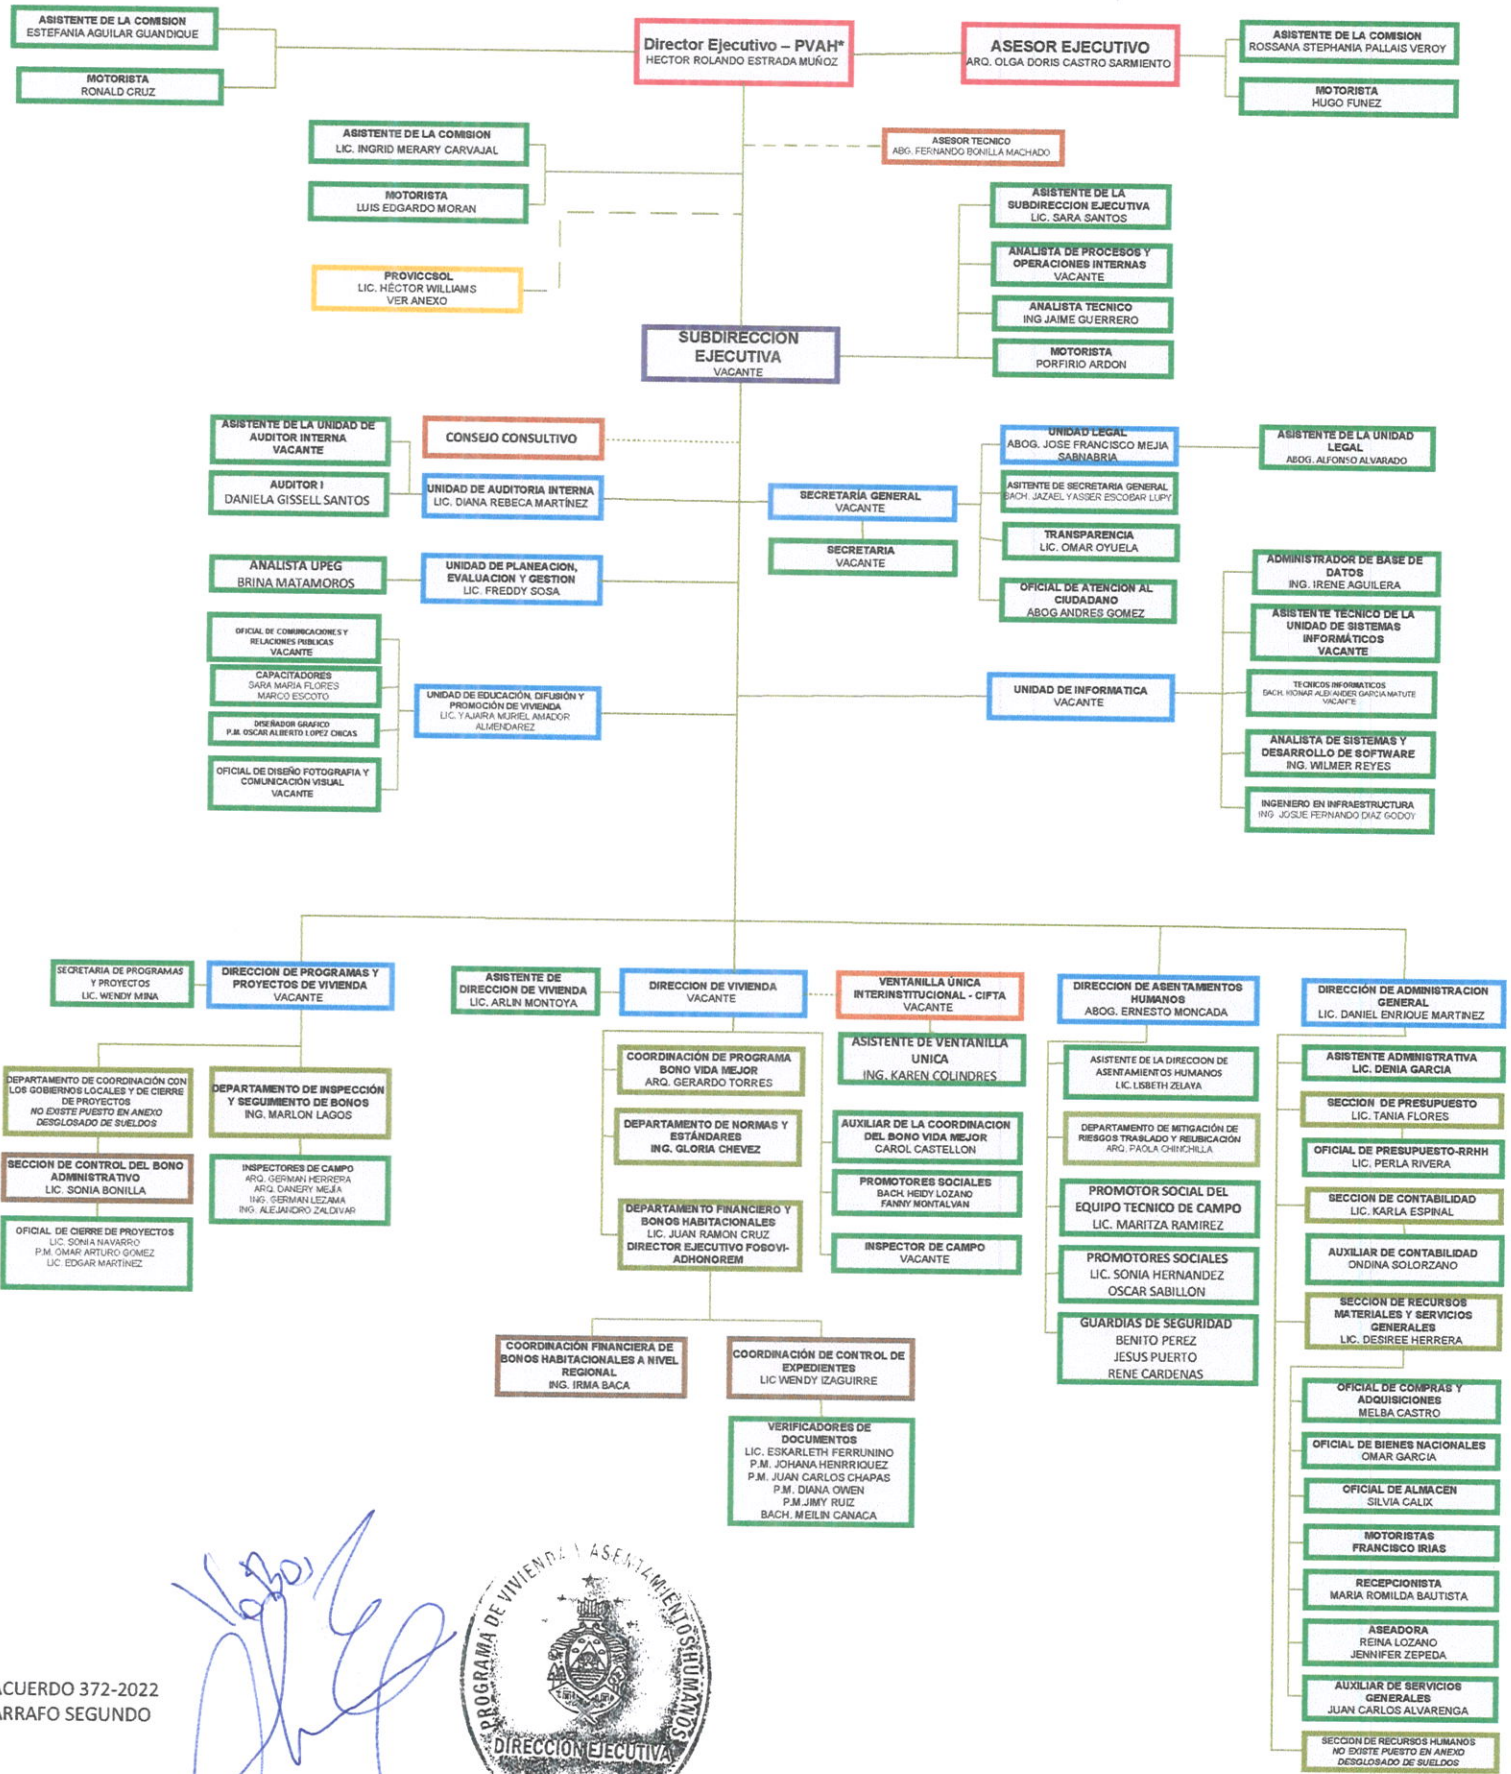 ASISTENTE DE LA COMISION
ESTEFANIA AGUILAR GUANDIQUE
MOTORISTA
RONALD CRUZ
Director Ejecutivo – PVAH*
HECTOR ROLANDO ESTRADA MUÑOZ
ASESOR EJECUTIVO
ARQ. OLGA DORIS CASTRO SARMIENTO
ASISTENTE DE LA COMISION
ROSSANA STEPHANIA PALLAIS VEROY
MOTORISTA
HUGO FUNEZ
ASISTENTE DE LA COMISION
LIC. INGRID MERARY CARVAJAL
MOTORISTA
LUIS EDGARDO MORAN
ASESOR TECNICO
ABG. FERNANDO BONILLA MACHADO
PROVICCSOL
LIC. HÉCTOR WILLIAMS
VER ANEXO
ASISTENTE DE LA
SUBDIRECCION EJECUTIVA
LIC. SARA SANTOS
ANALISTA DE PROCESOS Y
OPERACIONES INTERNAS
VACANTE
ANALISTA TECNICO
ING JAIME GUERRERO
MOTORISTA
PORFIRIO ARDON
SUBDIRECCIÓN
EJECUTIVA
VACANTE
ASISTENTE DE LA UNIDAD DE
AUDITOR INTERNA
VACANTE
AUDITOR I
DANIELA GISSELL SANTOS
CONSEJO CONSULTIVO
UNIDAD DE AUDITORIA INTERNA
LIC. DIANA REBECA MARTÍNEZ
SECRETARÍA GENERAL
VACANTE
SECRETARIA
VACANTE
UNIDAD LEGAL
ABOG. JOSE FRANCISCO MEJIA
SABNABRIA
ASISTENTE DE LA UNIDAD
LEGAL
ABOG. ALFONSO ALVARADO
ASITENTE DE SECRETARIA GENERAL
BACH. JAZAEL YASSER ESCOBAR LUPY
TRANSPARENCIA
LIC. OMAR OYUELA
OFICIAL DE ATENCION AL
CIUDADANO
ABOG ANDRES GOMEZ
ANALISTA UPEG
BRINA MATAMOROS
UNIDAD DE PLANEACION,
EVALUACION Y GESTION
LIC. FREDDY SOSA
OFICIAL DE COMUNICACIONES Y
RELACIONES PUBLICAS
VACANTE
CAPACITADORES
SARA MARIA FLORES
MARCO ESCOTO
DISEÑADOR GRAFICO
P.M. OSCAR ALBERTO LOPEZ CHICAS
OFICIAL DE DISEÑO FOTOGRAFIA Y
COMUNICACIÓN VISUAL
VACANTE
UNIDAD DE EDUCACIÓN, DIFUSIÓN Y
PROMOCIÓN DE VIVIENDA
LIC. YAJAIRA MURIEL AMADOR
ALMENDAREZ
UNIDAD DE INFORMATICA
VACANTE
ADMINISTRADOR DE BASE DE
DATOS
ING. IRENE AGUILERA
ASISTENTE TÉCNICO DE LA
UNIDAD DE SISTEMAS
INFORMÁTICOS
VACANTE
TECNICOS INFORMATICOS
BACH. ALEXANDER GARCIA MATUTE
VACANTE
ANALISTA DE SISTEMAS Y
DESARROLLO DE SOFTWARE
ING. WILMER REYES
INGENIERO EN INFRAESTRUCTURA
ING JOSUE FERNANDO DIAZ GODOY
SECRETARIA DE PROGRAMAS
Y PROYECTOS
LIC. WENDY MINA
DIRECCION DE PROGRAMAS Y
PROYECTOS DE VIVIENDA
VACANTE
ASISTENTE DE
DIRECCION DE VIVIENDA
LIC. ARLIN MONTOYA
DIRECCION DE VIVIENDA
VACANTE
VENTANILLA ÚNICA
INTERINSTITUCIONAL - CIFTA
VACANTE
ASISTENTE DE VENTANILLA
UNICA
ING. KAREN COLINDRES
DIRECCION DE ASENTAMIENTOS
HUMANOS
ABOG. ERNESTO MONCADA
DIRECCIÓN DE ADMINISTRACION
GENERAL
LIC. DANIEL ENRIQUE MARTINEZ
DEPARTAMENTO DE COORDINACIÓN CON
LOS GOBIERNOS LOCALES Y DE CIERRE
DE PROYECTOS
NO EXISTE PUESTO EN ANEXO
DESGLOSADO DE SUELDOS
SECCION DE CONTROL DEL BONO
ADMINISTRATIVO
LIC. SONIA BONILLA
OFICIAL DE CIERRE DE PROYECTOS
LIC. SONIA NAVARRO
P.M. OMAR ARTURO GOMEZ
LIC. EDGAR MARTÍNEZ
DEPARTAMENTO DE INSPECCIÓN
Y SEGUIMIENTO DE BONOS
ING. MARLON LAGOS
INSPECTORES DE CAMPO
ARQ. GERMAN HERRERA
ARQ. DANERY MEJÍA
ING. GERMAN LEZAMA
ING. ALEJANDRO ZALDIVAR
COORDINACIÓN DE PROGRAMA
BONO VIDA MEJOR
ARQ. GERARDO TORRES
DEPARTAMENTO DE NORMAS Y
ESTÁNDARES
ING. GLORIA CHEVEZ
DEPARTAMENTO FINANCIERO Y
BONOS HABITACIONALES
LIC. JUAN RAMON CRUZ
DIRECTOR EJECUTIVO FOSOVI-
ADHONOREM
AUXILIAR DE LA COORDINACION
DEL BONO VIDA MEJOR
CAROL CASTELLON
PROMOTORES SOCIALES
BACH. HEIDY LOZANO
FANNY MONTALVAN
INSPECTOR DE CAMPO
VACANTE
COORDINACIÓN FINANCIERA DE
BONOS HABITACIONALES A NIVEL
REGIONAL
ING. IRMA BACA
COORDINACIÓN DE CONTROL DE
EXPEDIENTES
LIC WENDY IZAGUIRRE
VERIFICADORES DE
DOCUMENTOS
LIC. ESKARLETH FERRUNINO
P.M. JOHANA HENRRIQUEZ
P.M. JUAN CARLOS CHAPAS
P.M. DIANA OWEN
P.M.JIMY RUIZ
BACH. MEILIN CANACA
ASISTENTE DE LA DIRECCION DE
ASENTAMIENTOS HUMANOS
LIC. LISBETH ZELAYA
DEPARTAMENTO DE MITIGACIÓN DE
RIESGOS TRASLADO Y REUBICACIÓN
ARQ. PAOLA CHINCHILLA
PROMOTOR SOCIAL DEL
EQUIPO TECNICO DE CAMPO
LIC. MARITZA RAMIREZ
PROMOTORES SOCIALES
LIC. SONIA HERNANDEZ
OSCAR SABILLON
GUARDIAS DE SEGURIDAD
BENITO PEREZ
JESUS PUERTO
RENE CARDENAS
ASISTENTE ADMINISTRATIVA
LIC. DENIA GARCIA
SECCION DE PRESUPUESTO
LIC. TANIA FLORES
OFICIAL DE PRESUPUESTO-RRHH
LIC. PERLA RIVERA
SECCION DE CONTABILIDAD
LIC. KARLA ESPINAL
AUXILIAR DE CONTABILIDAD
ONDINA SOLORZANO
SECCION DE RECURSOS
MATERIALES Y SERVICIOS
GENERALES
LIC. DESIREE HERRERA
OFICIAL DE COMPRAS Y
ADQUISICIONES
MELBA CASTRO
OFICIAL DE BIENES NACIONALES
OMAR GARCIA
OFICIAL DE ALMACEN
SILVIA CALIX
MOTORISTAS
FRANCISCO IRIAS
RECEPCIONISTA
MARIA ROMILDA BAUTISTA
ASEADORA
REINA LOZANO
JENNIFER ZEPEDA
AUXILIAR DE SERVICIOS
GENERALES
JUAN CARLOS ALVARENGA
SECCION DE RECURSOS HUMANOS
NO EXISTE PUESTO EN ANEXO
DESGLOSADO DE SUELDOS
ACUERDO 372-2022
ARRAFO SEGUNDO
PROGRAMA DE VIVIENDA Y ASENTAMIENTOS HUMANOS
DIRECCIÓN EJECUTIVA